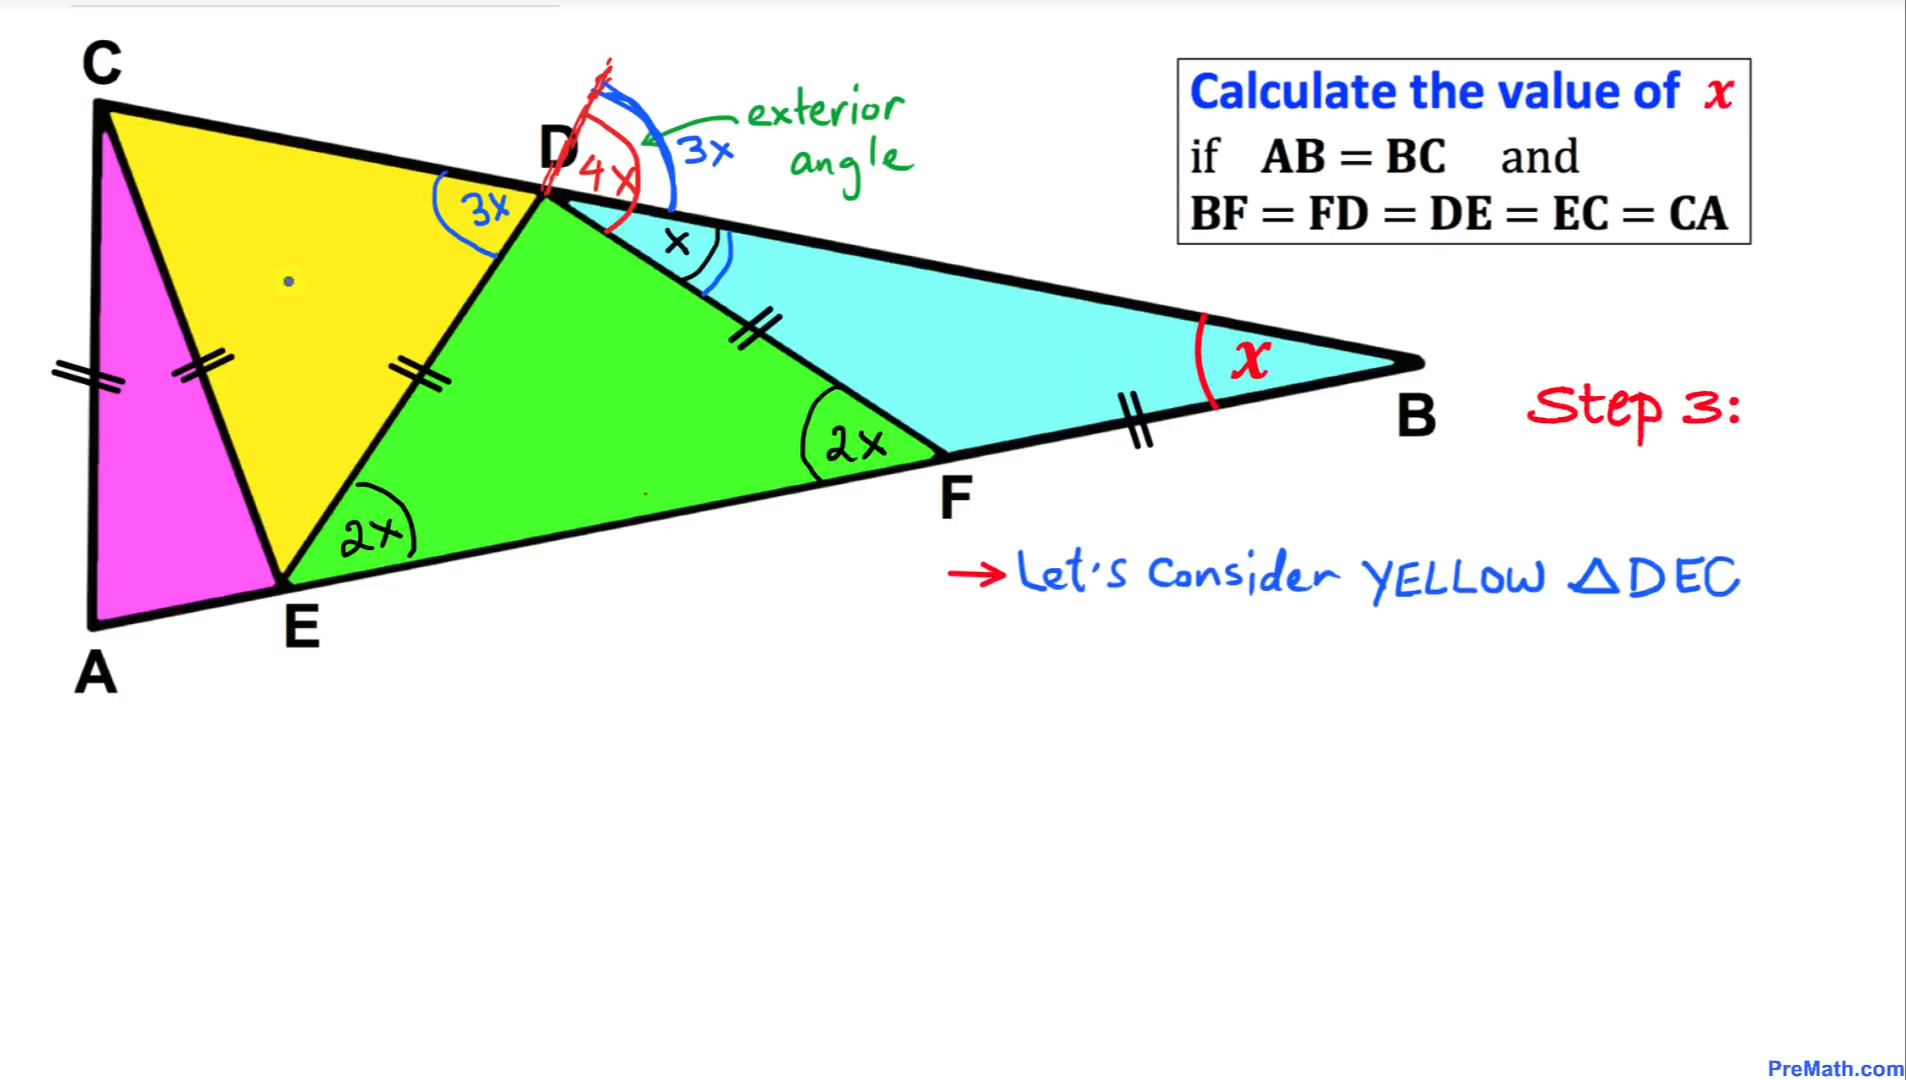 C
D
exterior
angle
3x
4x
3x
x
Calculate the value of x
if AB = BC and
BF = FD = DE = EC = CA
x
B
Step 3:
2x
F
2x
E
A
→ Let's Consider YELLOW △DEC
PreMath.com